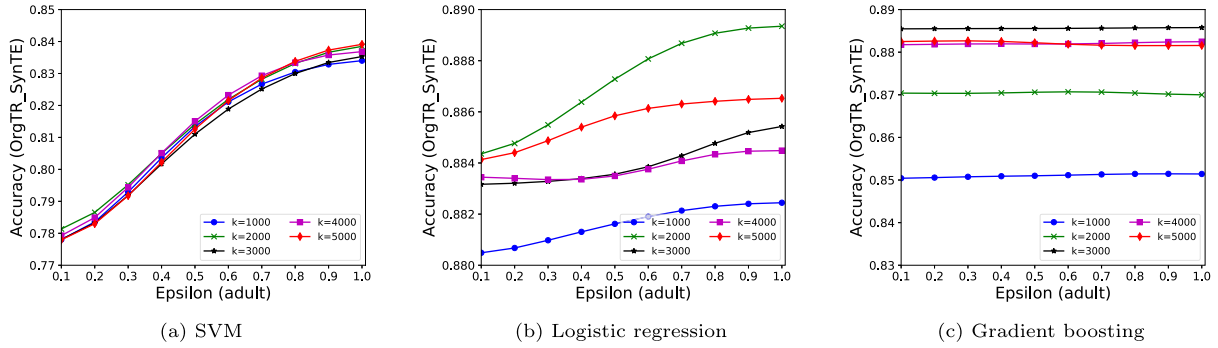 0.85
0.84
0.83
0.82
0.81
0.80
0.79
0.78
0.77
Accuracy (OrgTR_SynTE)
k=1000
k=2000
k=3000
k=4000
k=5000
0.1 0.2 0.3 0.4 0.5 0.6 0.7 0.8 0.9 1.0
Epsilon (adult)
(a) SVM
0.890
0.888
0.886
0.884
0.882
0.880
Accuracy (OrgTR_SynTE)
k=1000
k=2000
k=3000
k=4000
k=5000
0.1 0.2 0.3 0.4 0.5 0.6 0.7 0.8 0.9 1.0
Epsilon (adult)
(b) Logistic regression
0.89
0.88
0.87
0.86
0.85
0.84
0.83
Accuracy (OrgTR_SynTE)
k=1000
k=2000
k=3000
k=4000
k=5000
0.1 0.2 0.3 0.4 0.5 0.6 0.7 0.8 0.9 1.0
Epsilon (adult)
(c) Gradient boosting